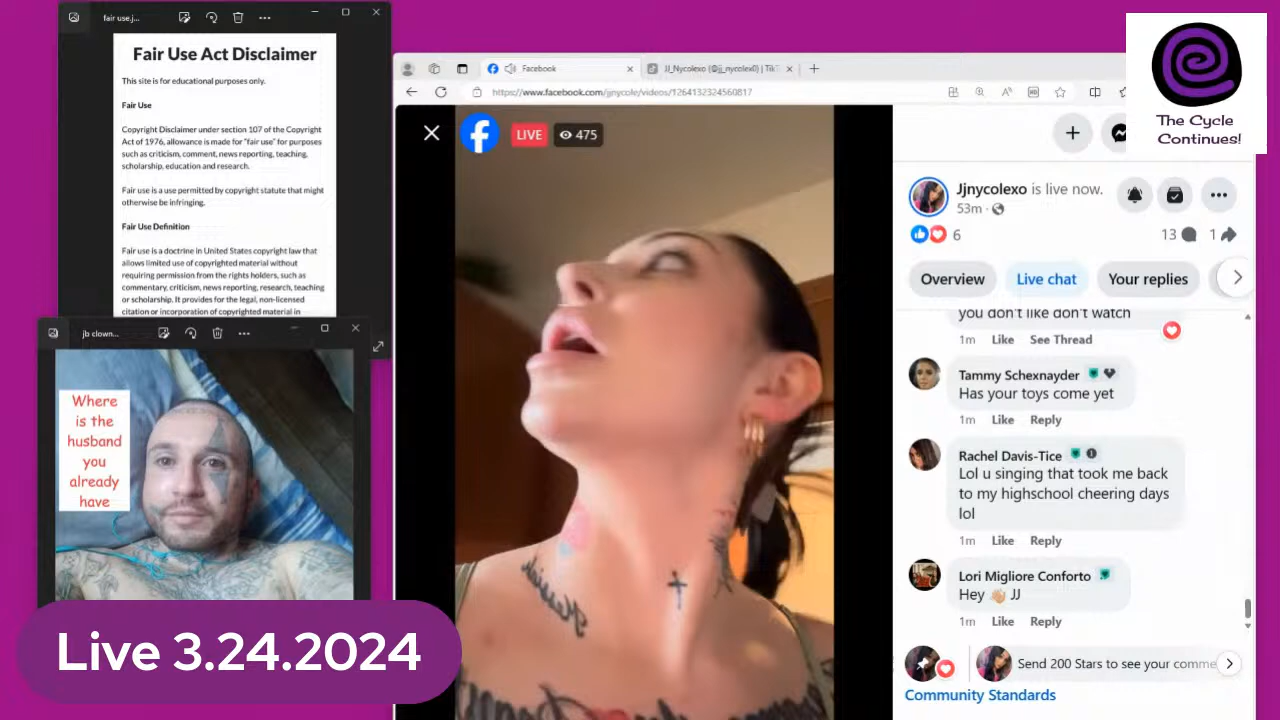 fair use.j...
Fair Use Act Disclaimer
This site is for educational purposes only.
Fair Use
Copyright Disclaimer under section 107 of the Copyright
Act of 1976, allowance is made for "fair use" for purposes
such as criticism, comment, news reporting, teaching,
scholarship, education and research.
Fair use is a use permitted by copyright statute that might
otherwise be infringing.
Fair Use Definition
Fair use is a doctrine in United States copyright law that
allows limited use of copyrighted material without
requiring permission from the rights holders, such as
commentary, criticism, news reporting, research, teaching
or scholarship. It provides for the legal, non-licensed
citation or incorporation of copyrighted material in
jb clown...
Where
is the
husband
you
already
have
Live 3.24.2024
Facebook
JJ_Nycolexo (@jj_nycolex0) | TikT
https://www.facebook.com/jjnycole/videos/1264132324560817
LIVE
475
The Cycle
Continues!
Jjnycolexo is live now.
53m
6
13
1
Overview
Live chat
Your replies
you don't like don't watch
1m Like See Thread
Tammy Schexnayder
Has your toys come yet
1m Like Reply
Rachel Davis-Tice
Lol u singing that took me back
to my highschool cheering days
lol
1m Like Reply
Lori Migliore Conforto
Hey 👋🏼 JJ
1m Like Reply
Send 200 Stars to see your comme
Community Standards